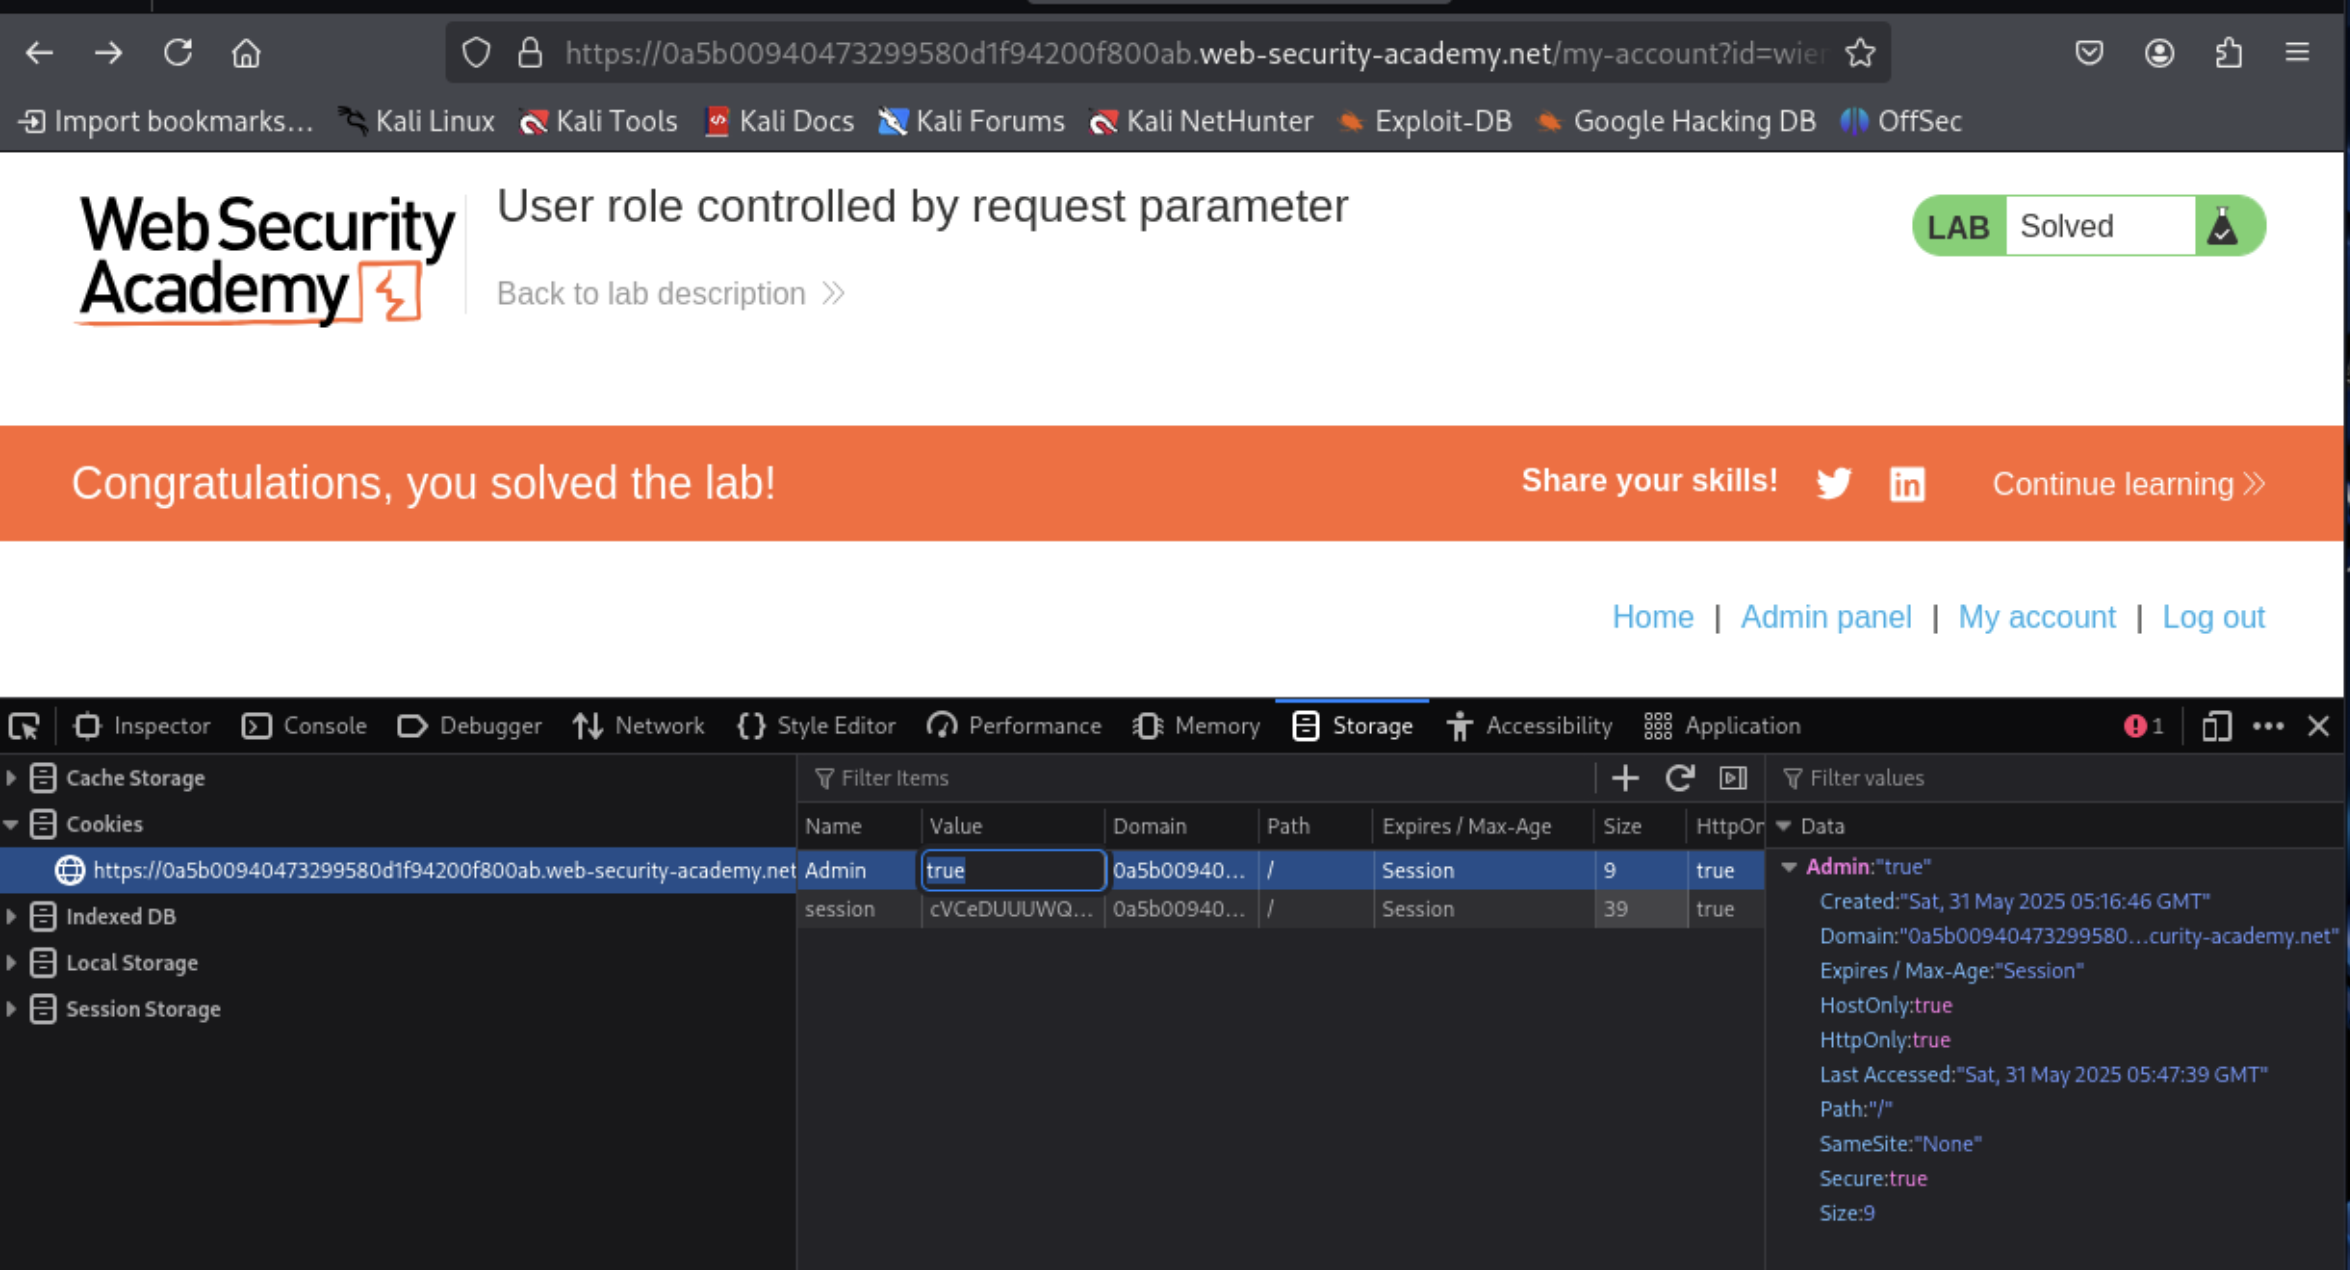 https://0a5b00940473299580d1f94200f800ab.web-security-academy.net/my-account?id=wien
Import bookmarks... Kali Linux Kali Tools Kali Docs Kali Forums Kali NetHunter Exploit-DB Google Hacking DB OffSec
Web Security
Academy
User role controlled by request parameter
Back to lab description
LAB Solved
Congratulations, you solved the lab!
Share your skills! Continue learning
Home | Admin panel | My account | Log out
Inspector Console Debugger Network Style Editor Performance Memory Storage Accessibility Application 1
Cache Storage
Cookies
https://0a5b00940473299580d1f94200f800ab.web-security-academy.net
Indexed DB
Local Storage
Session Storage
Filter Items
Name Value Domain Path Expires / Max-Age Size HttpOn
Admin true 0a5b00940... / Session 9 true
session cVCeDUUUWQ... 0a5b00940... / Session 39 true
Filter values
Data
Admin:"true"
Created:"Sat, 31 May 2025 05:16:46 GMT"
Domain:"0a5b00940473299580...curity-academy.net"
Expires / Max-Age:"Session"
HostOnly:true
HttpOnly:true
Last Accessed:"Sat, 31 May 2025 05:47:39 GMT"
Path:"/"
SameSite:"None"
Secure:true
Size:9